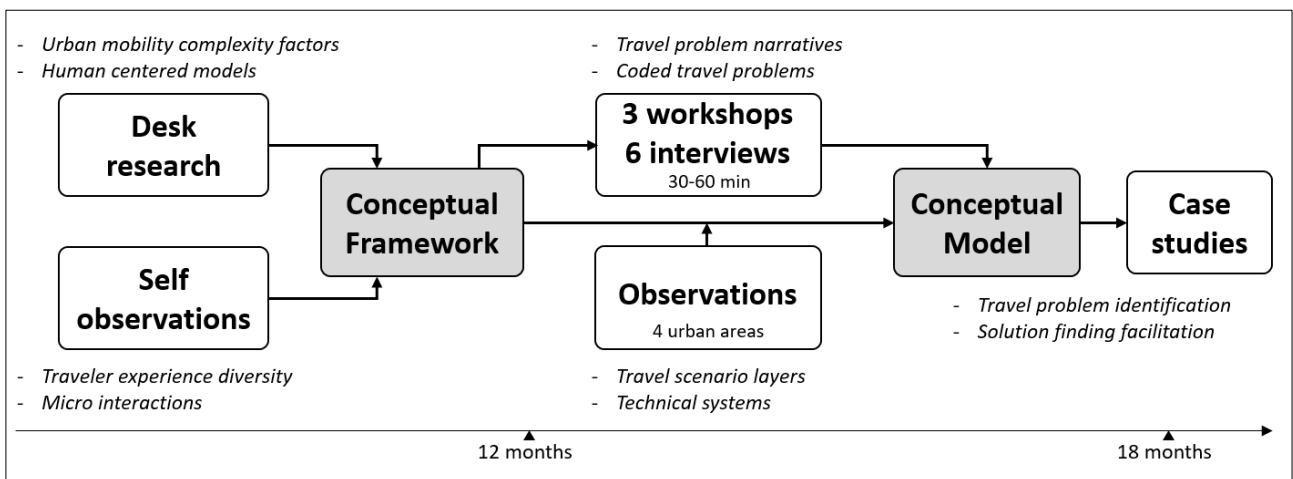 - Urban mobility complexity factors
- Human centered models
Desk
research
Self
observations
- Traveler experience diversity
- Micro interactions
Conceptual
Framework
- Travel problem narratives
- Coded travel problems
3 workshops
6 interviews
30-60 min
Observations
4 urban areas
- Travel scenario layers
- Technical systems
Conceptual
Model
Case
studies
- Travel problem identification
- Solution finding facilitation
12 months
18 months